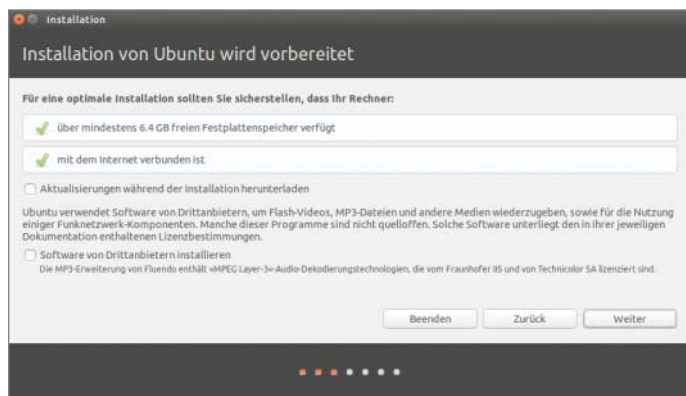 Installation
Installation von Ubuntu wird vorbereitet
Für eine optimale Installation sollten Sie sicherstellen, dass Ihr Rechner:
über mindestens 6.4 GB freien Festplattenspeicher verfügt
mit dem Internet verbunden ist
Aktualisierungen während der Installation herunterladen
Ubuntu verwendet Software von Drittanbietern, um Flash-Videos, MP3-Dateien und andere Medien wiederzugeben, sowie für die Nutzung
einiger Funknetzwerk-Komponenten. Manche dieser Programme sind nicht quelloffen. Solche Software unterliegt den in ihrer jeweiligen
Dokumentation enthaltenen Lizenzbestimmungen.
Software von Drittanbietern installieren
Die MP3-Erweiterung von Fluendo enthält »MPEG Layer-3«-Audio-Dekodierungstechnologien, die vom Fraunhofer IIS und von Technicolor SA lizenziert sind.
Beenden
Zurück
Weiter